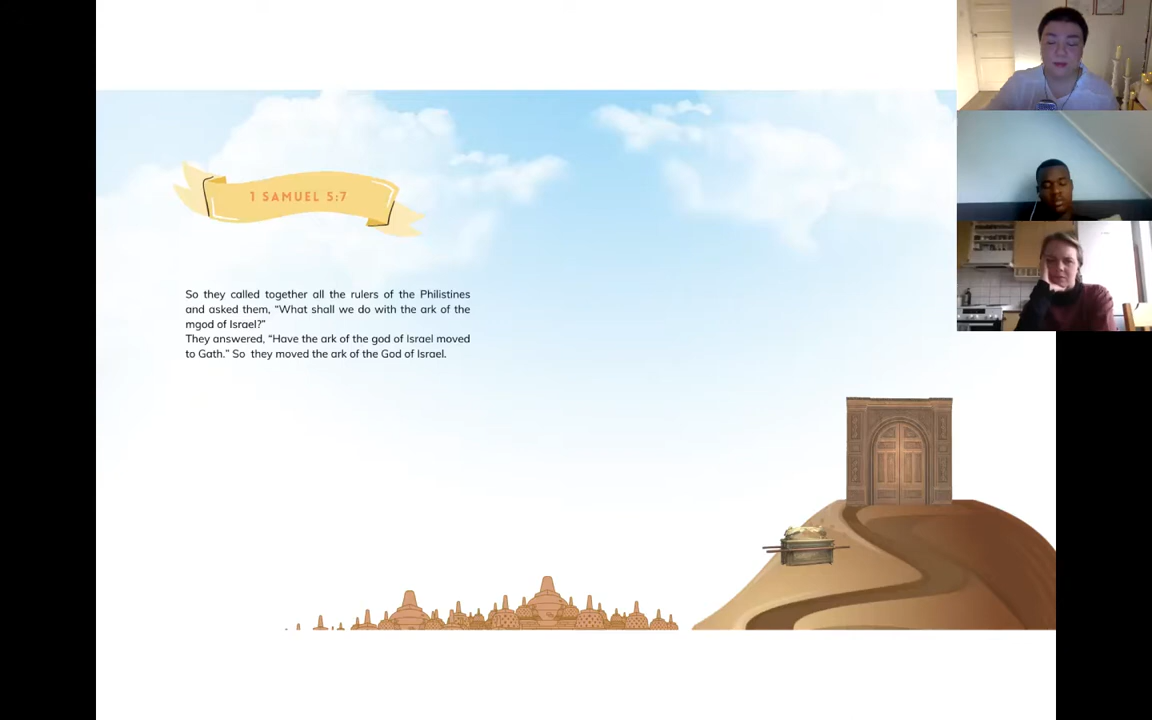 1 SAMUEL 5:7
So they called together all the rulers of the Philistines
and asked them, “What shall we do with the ark of the
mgod of Israel?”
They answered, “Have the ark of the god of Israel moved
to Gath.” So they moved the ark of the God of Israel.